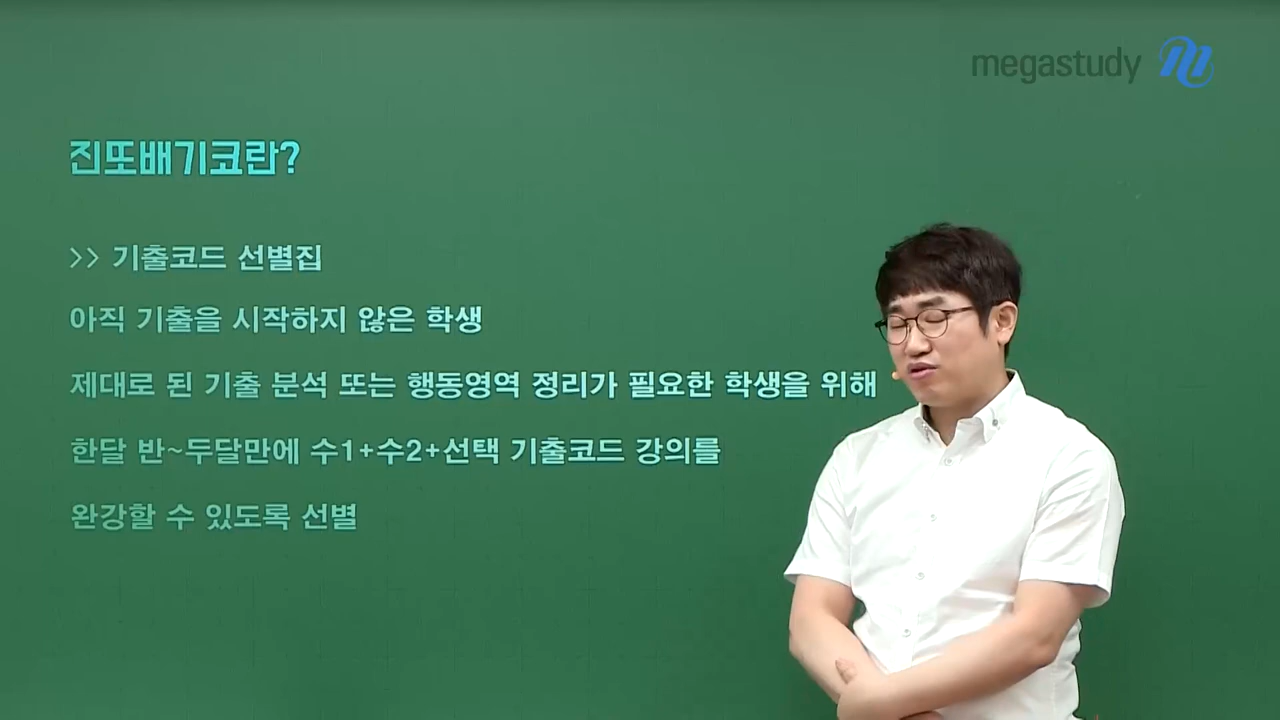 megastudy
진또배기코란?
>> 기출코드 선별집
아직 기출을 시작하지 않은 학생
제대로 된 기출 분석 또는 행동영역 정리가 필요한 학생을 위해
한달 반~두달만에 수1+수2+선택 기출코드 강의를
완강할 수 있도록 선별